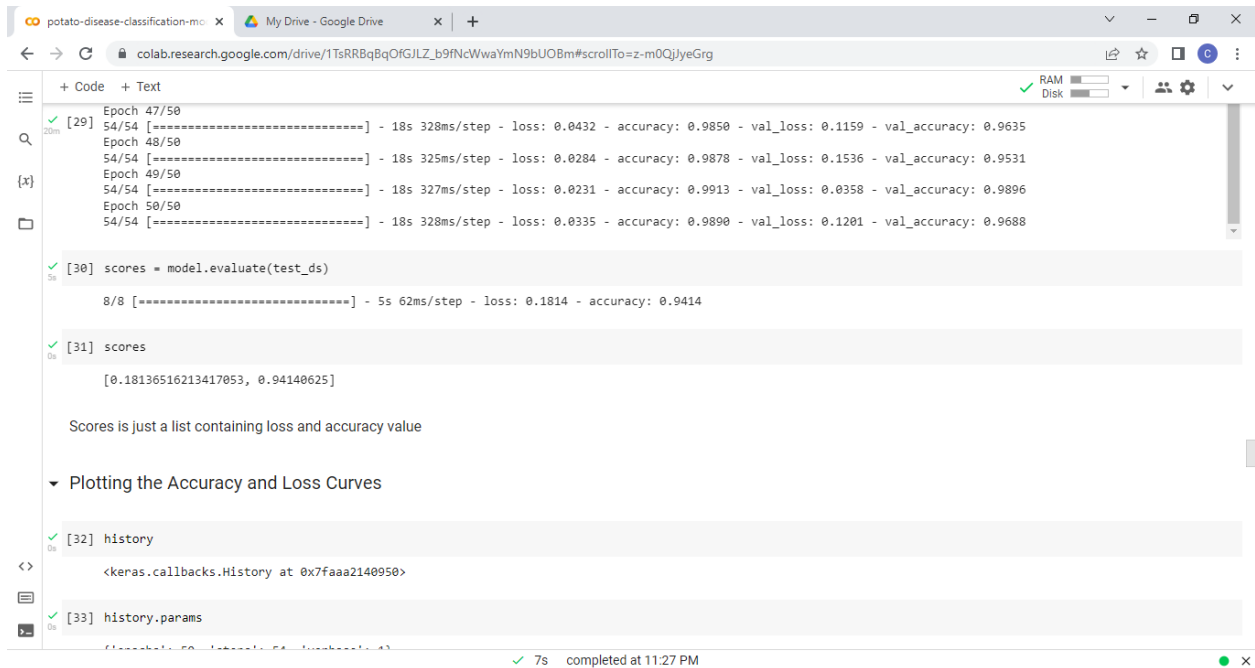 potato-disease-classification-mo
My Drive - Google Drive
colab.research.google.com/drive/1TsRRBqBqOfGJLZ_b9fNcWwaYmN9bUOBm#scrollTo=z-m0QjJyeGrg
C
+ Code + Text
RAM
Disk
20m
[29]
Epoch 47/50
54/54 [==============================] - 18s 328ms/step - loss: 0.0432 - accuracy: 0.9850 - val_loss: 0.1159 - val_accuracy: 0.9635
Epoch 48/50
54/54 [==============================] - 18s 325ms/step - loss: 0.0284 - accuracy: 0.9878 - val_loss: 0.1536 - val_accuracy: 0.9531
Epoch 49/50
54/54 [==============================] - 18s 327ms/step - loss: 0.0231 - accuracy: 0.9913 - val_loss: 0.0358 - val_accuracy: 0.9896
Epoch 50/50
54/54 [==============================] - 18s 328ms/step - loss: 0.0335 - accuracy: 0.9890 - val_loss: 0.1201 - val_accuracy: 0.9688
5s
[30] scores = model.evaluate(test_ds)
8/8 [==============================] - 5s 62ms/step - loss: 0.1814 - accuracy: 0.9414
0s
[31] scores
[0.18136516213417053, 0.94140625]
Scores is just a list containing loss and accuracy value
Plotting the Accuracy and Loss Curves
0s
[32] history
<keras.callbacks.History at 0x7faaa2140950>
0s
[33] history.params
{x}
7s completed at 11:27 PM